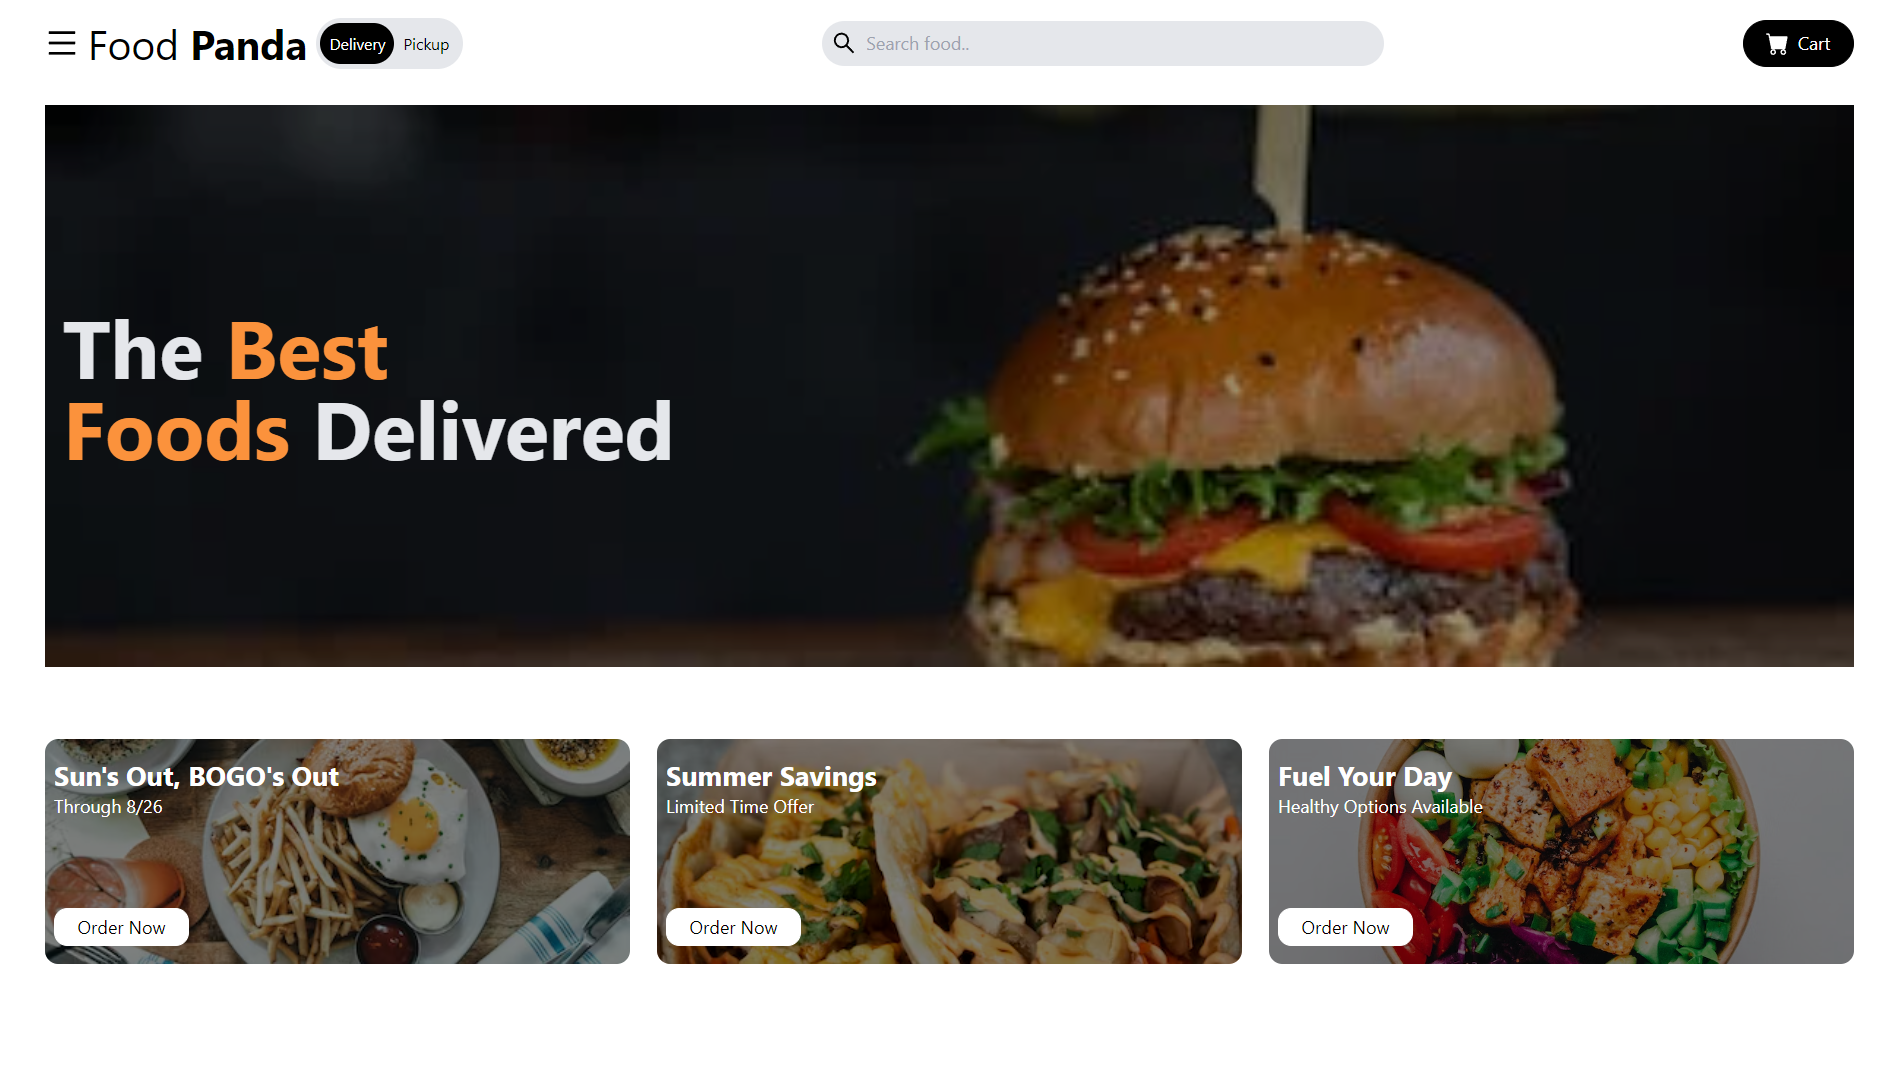 Food Panda
Delivery
Pickup
Search food..
Cart
The Best
Foods Delivered
Sun's Out, BOGO's Out
Through 8/26
Order Now
Summer Savings
Limited Time Offer
Order Now
Fuel Your Day
Healthy Options Available
Order Now